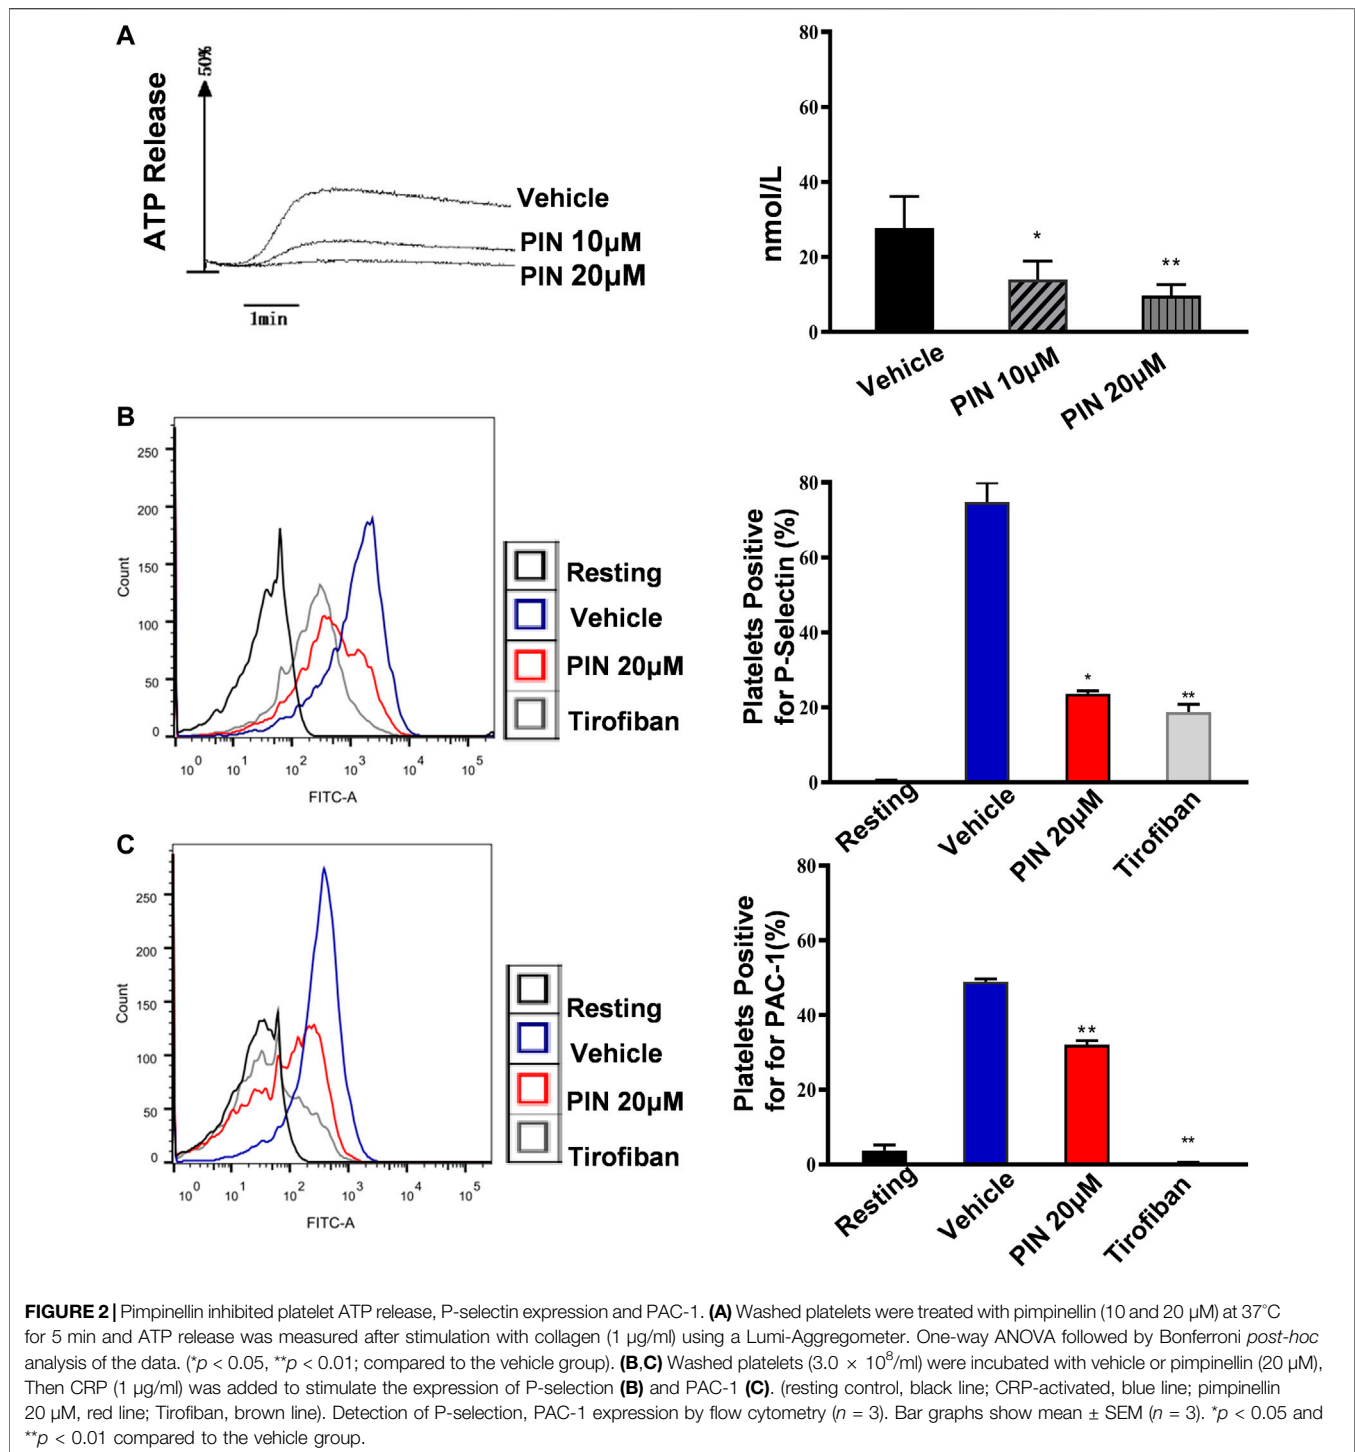 A
50%
ATP Release
Vehicle
PIN 10µM
PIN 20µM
1min
80
60
40
20
0
nmol/L
*
**
Vehicle
PIN 10µM
PIN 20µM
B
250
200
150
100
50
0
Count
10^0 10^1 10^2 10^3 10^4 10^5
FITC-A
Resting
Vehicle
PIN 20µM
Tirofiban
80
60
40
20
0
Platelets Positive
for P-Selectin (%)
*
**
Resting
Vehicle
PIN 20µM
Tirofiban
C
250
200
150
100
50
0
Count
10^0 10^1 10^2 10^3 10^4 10^5
FITC-A
Resting
Vehicle
PIN 20µM
Tirofiban
80
60
40
20
0
Platelets Positive
for for PAC-1(%)
**
**
Resting
Vehicle
PIN 20µM
Tirofiban
FIGURE 2 | Pimpinellin inhibited platelet ATP release, P-selectin expression and PAC-1. (A) Washed platelets were treated with pimpinellin (10 and 20 µM) at 37°C
for 5 min and ATP release was measured after stimulation with collagen (1 µg/ml) using a Lumi-Aggregometer. One-way ANOVA followed by Bonferroni post-hoc
analysis of the data. (*p < 0.05, **p < 0.01; compared to the vehicle group). (B,C) Washed platelets (3.0 × 10^8/ml) were incubated with vehicle or pimpinellin (20 µM),
Then CRP (1 µg/ml) was added to stimulate the expression of P-selection (B) and PAC-1 (C). (resting control, black line; CRP-activated, blue line; pimpinellin
20 µM, red line; Tirofiban, brown line). Detection of P-selection, PAC-1 expression by flow cytometry (n = 3). Bar graphs show mean ± SEM (n = 3). *p < 0.05 and
**p < 0.01 compared to the vehicle group.